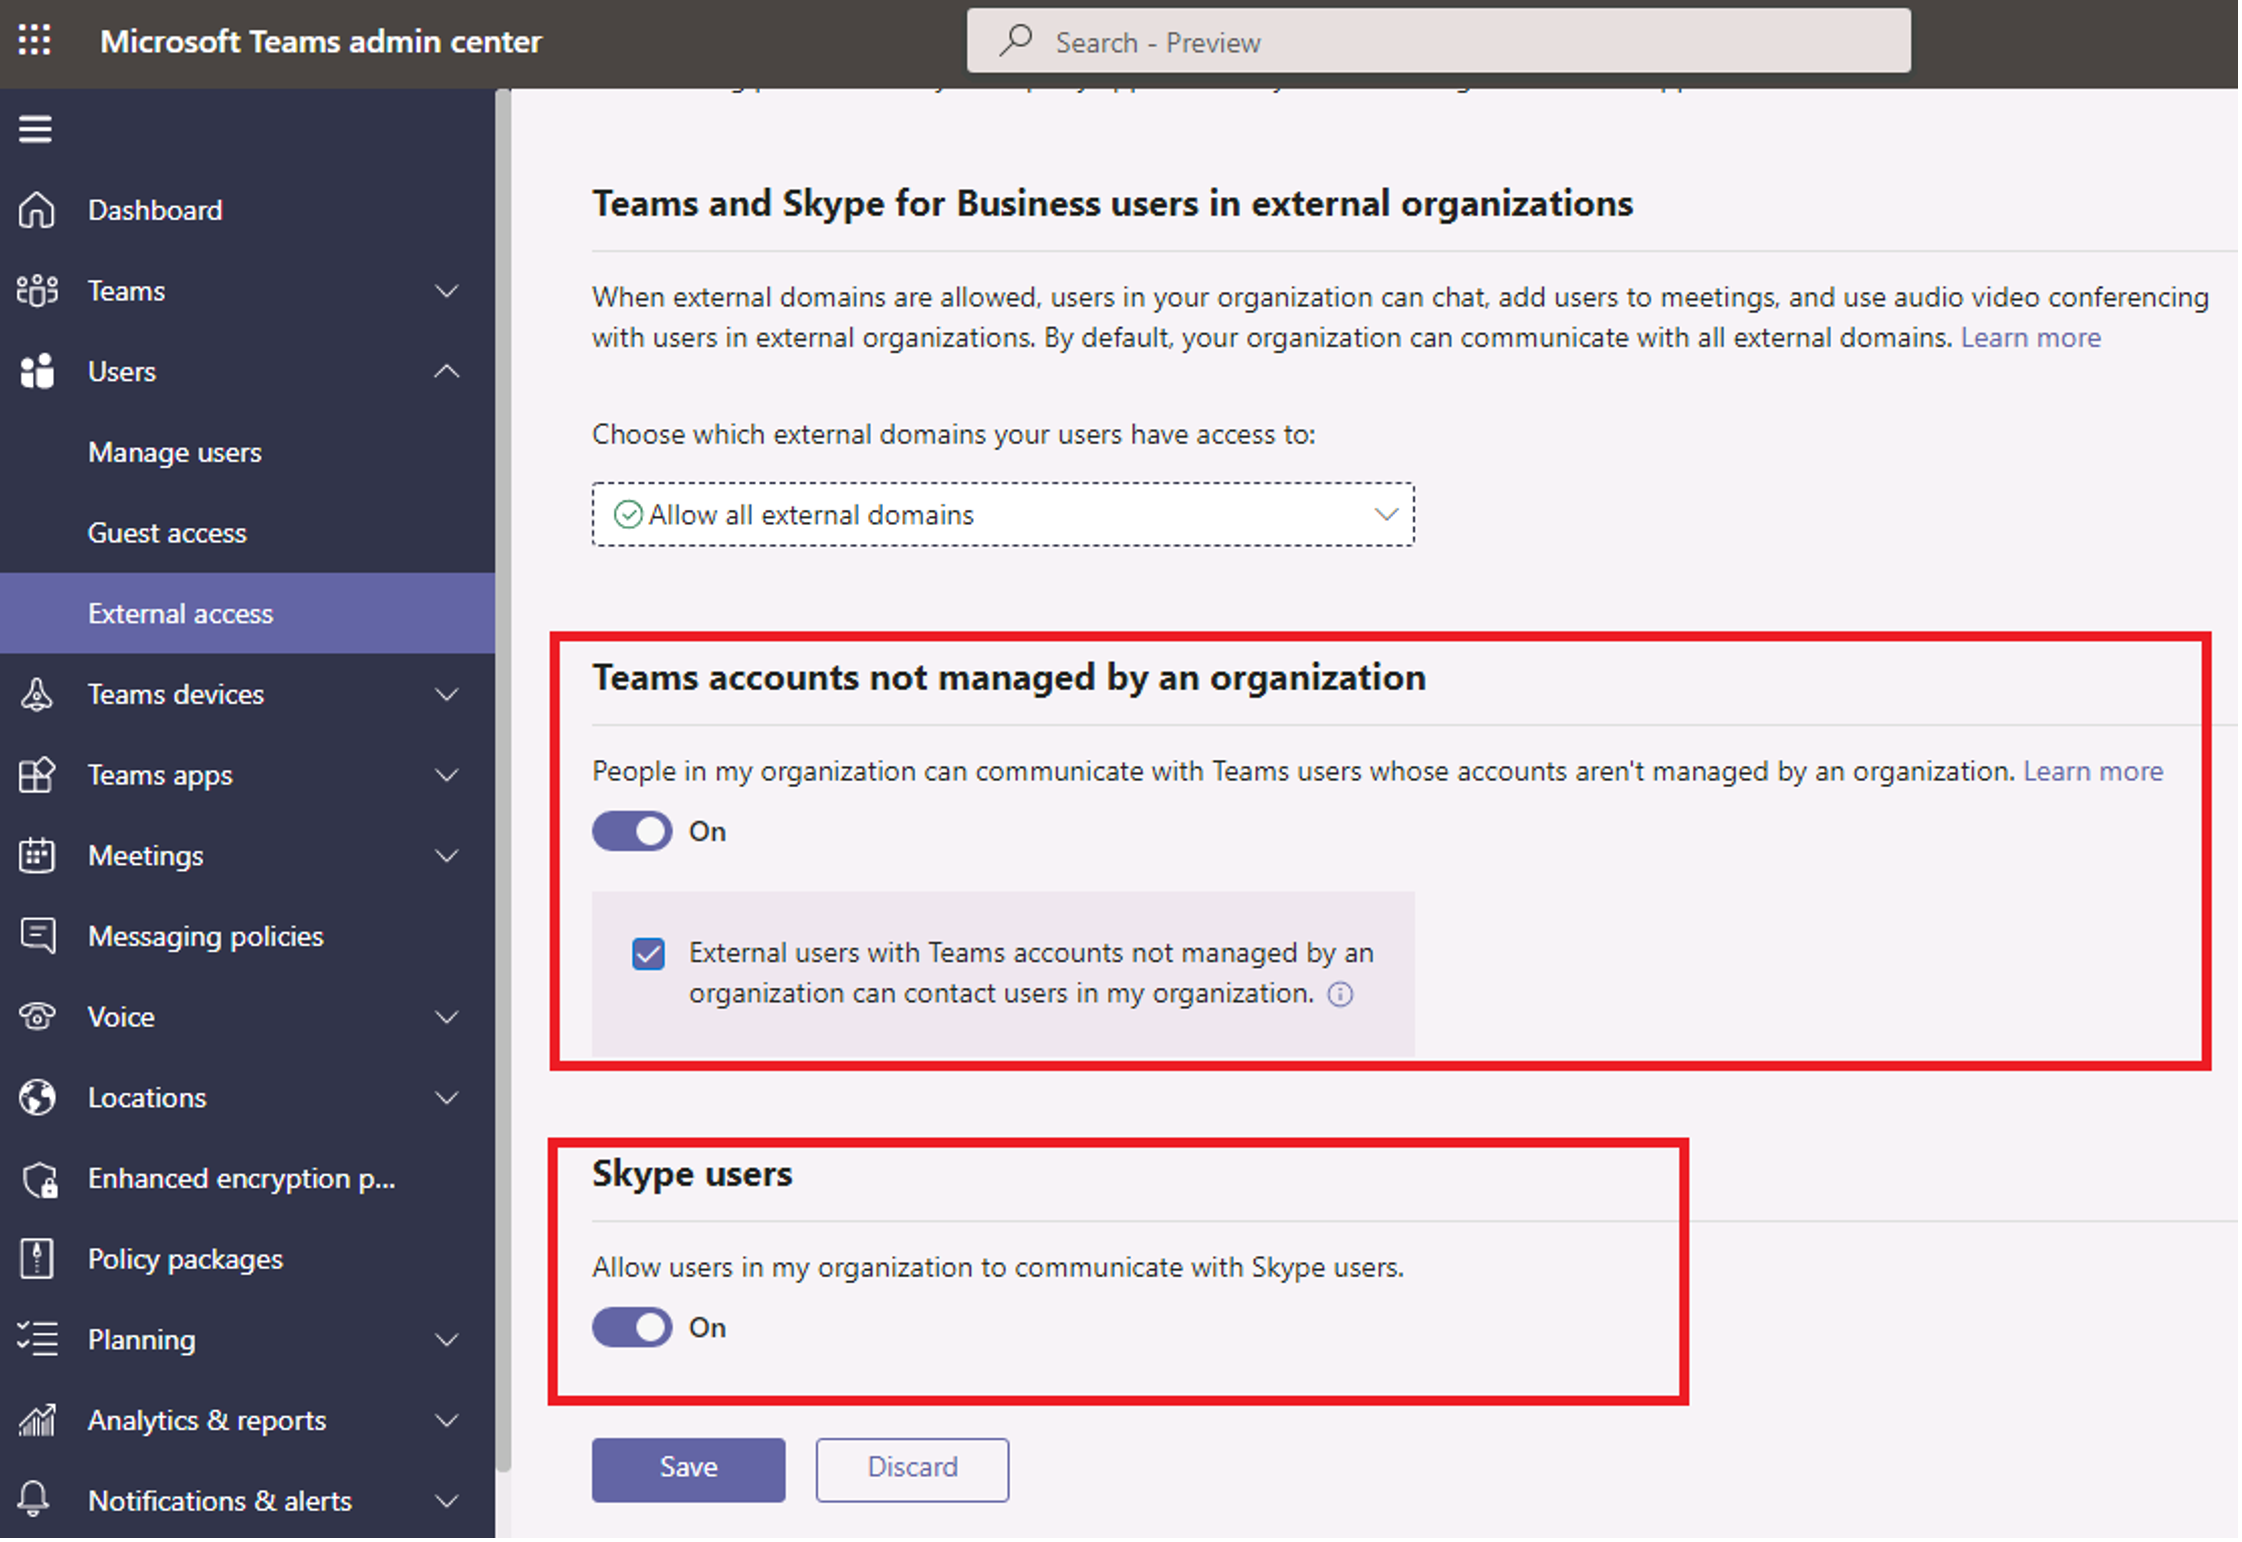 Microsoft Teams admin center
Search - Preview
Dashboard
Teams
Users
Manage users
Guest access
External access
Teams devices
Teams apps
Meetings
Messaging policies
Voice
Locations
Enhanced encryption p...
Policy packages
Planning
Analytics & reports
Notifications & alerts
Teams and Skype for Business users in external organizations
When external domains are allowed, users in your organization can chat, add users to meetings, and use audio video conferencing
with users in external organizations. By default, your organization can communicate with all external domains. Learn more
Choose which external domains your users have access to:
Allow all external domains
Teams accounts not managed by an organization
People in my organization can communicate with Teams users whose accounts aren't managed by an organization. Learn more
On
External users with Teams accounts not managed by an
organization can contact users in my organization.
Skype users
Allow users in my organization to communicate with Skype users.
On
Save
Discard